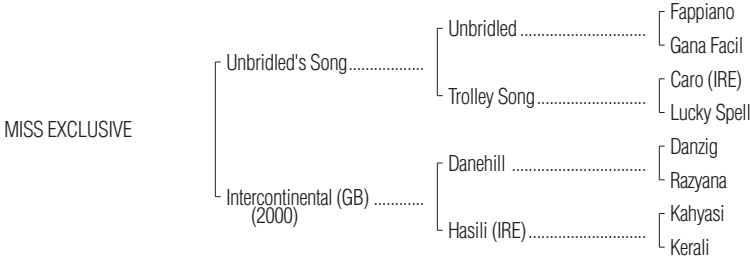 Fappiano
Unbridled ..............................
Gana Facil
Unbridled's Song..................
Caro (IRE)
Trolley Song..........................
Lucky Spell
MISS EXCLUSIVE
Danzig
Danehill ................................
Razyana
Intercontinental (GB) ............
(2000)
Kahyasi
Hasili (IRE)............................
Kerali